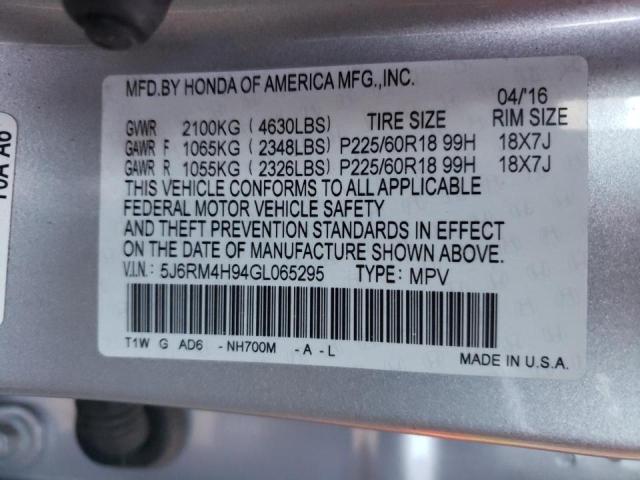 MFD.BY HONDA OF AMERICA MFG.,INC.
04/'16
GVWR 2100KG ( 4630LBS) TIRE SIZE RIM SIZE
GAWR F 1065KG ( 2348LBS) P225/60R18 99H 18X7J
GAWR R 1055KG ( 2326LBS) P225/60R18 99H 18X7J
THIS VEHICLE CONFORMS TO ALL APPLICABLE
FEDERAL MOTOR VEHICLE SAFETY
AND THEFT PREVENTION STANDARDS IN EFFECT
ON THE DATE OF MANUFACTURE SHOWN ABOVE.
V.I.N.: 5J6RM4H94GL065295 TYPE: MPV
T1W G AD6 -NH700M -A-L
MADE IN U.S.A.